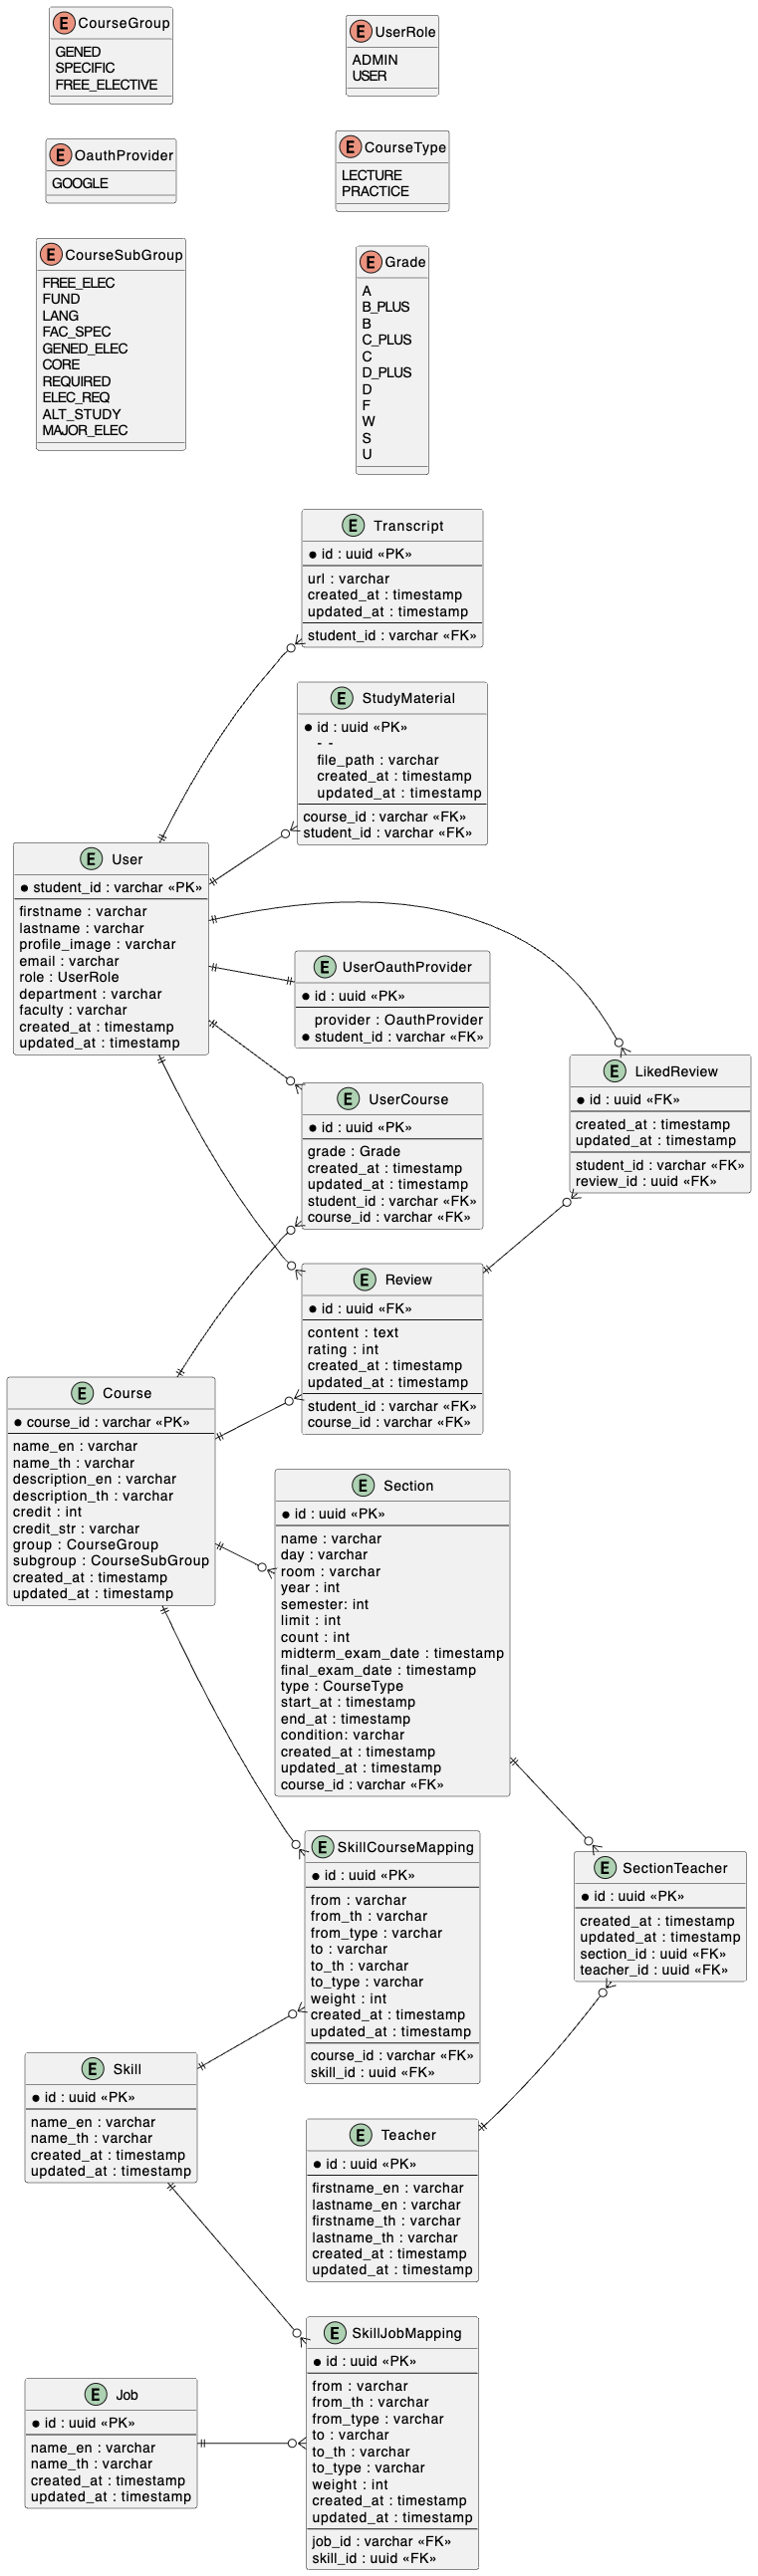 E CourseGroup
GENED
SPECIFIC
FREE_ELECTIVE
E UserRole
ADMIN
USER
E OauthProvider
GOOGLE
E CourseType
LECTURE
PRACTICE
E CourseSubGroup
FREE_ELEC
FUND
LANG
FAC_SPEC
GENED_ELEC
CORE
REQUIRED
ELEC_REQ
ALT_STUDY
MAJOR_ELEC
E Grade
A
B_PLUS
B
C_PLUS
C
D_PLUS
D
F
W
S
U
E Transcript
id : uuid «PK»
url : varchar
created_at : timestamp
updated_at : timestamp
student_id : varchar «FK»
E StudyMaterial
id : uuid «PK»
- -
file_path : varchar
created_at : timestamp
updated_at : timestamp
course_id : varchar «FK»
student_id : varchar «FK»
E User
student_id : varchar «PK»
firstname : varchar
lastname : varchar
profile_image : varchar
email : varchar
role : UserRole
department : varchar
faculty : varchar
created_at : timestamp
updated_at : timestamp
E UserOauthProvider
id : uuid «PK»
provider : OauthProvider
student_id : varchar «FK»
E LikedReview
id : uuid «FK»
created_at : timestamp
updated_at : timestamp
student_id : varchar «FK»
review_id : uuid «FK»
E UserCourse
id : uuid «PK»
grade : Grade
created_at : timestamp
updated_at : timestamp
student_id : varchar «FK»
course_id : varchar «FK»
E Review
id : uuid «FK»
content : text
rating : int
created_at : timestamp
updated_at : timestamp
student_id : varchar «FK»
course_id : varchar «FK»
E Course
course_id : varchar «PK»
name_en : varchar
name_th : varchar
description_en : varchar
description_th : varchar
credit : int
credit_str : varchar
group : CourseGroup
subgroup : CourseSubGroup
created_at : timestamp
updated_at : timestamp
E Section
id : uuid «PK»
name : varchar
day : varchar
room : varchar
year : int
semester: int
limit : int
count : int
midterm_exam_date : timestamp
final_exam_date : timestamp
type : CourseType
start_at : timestamp
end_at : timestamp
condition: varchar
created_at : timestamp
updated_at : timestamp
course_id : varchar «FK»
E SkillCourseMapping
id : uuid «PK»
from : varchar
from_th : varchar
from_type : varchar
to : varchar
to_th : varchar
to_type : varchar
weight : int
created_at : timestamp
updated_at : timestamp
course_id : varchar «FK»
skill_id : uuid «FK»
E SectionTeacher
id : uuid «PK»
created_at : timestamp
updated_at : timestamp
section_id : uuid «FK»
teacher_id : uuid «FK»
E Skill
id : uuid «PK»
name_en : varchar
name_th : varchar
created_at : timestamp
updated_at : timestamp
E Teacher
id : uuid «PK»
firstname_en : varchar
lastname_en : varchar
firstname_th : varchar
lastname_th : varchar
created_at : timestamp
updated_at : timestamp
E SkillJobMapping
id : uuid «PK»
from : varchar
from_th : varchar
from_type : varchar
to : varchar
to_th : varchar
to_type : varchar
weight : int
created_at : timestamp
updated_at : timestamp
job_id : varchar «FK»
skill_id : uuid «FK»
E Job
id : uuid «PK»
name_en : varchar
name_th : varchar
created_at : timestamp
updated_at : timestamp